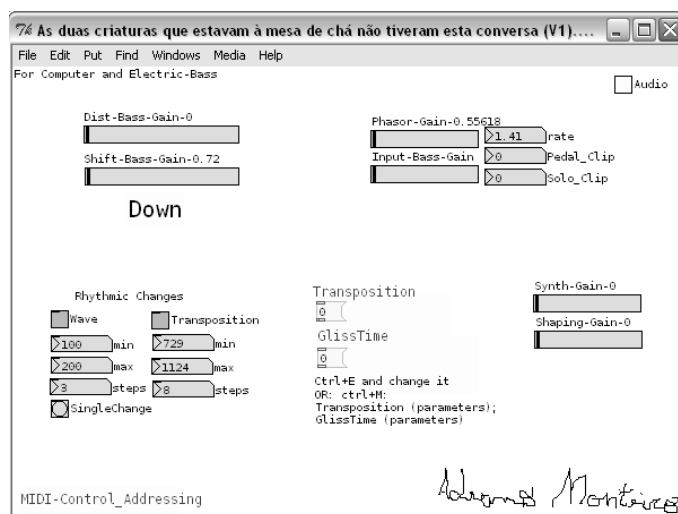 As duas criaturas que estavam à mesa de chá não tiveram esta conversa (V1)....
File Edit Put Find Windows Media Help
For Computer and Electric-Bass
Audio
Dist-Bass-Gain-0
Shift-Bass-Gain-0.72
Down
Phasor-Gain-0.55618
1.41 rate
Input-Bass-Gain
0 Pedal_Clip
0 Solo_Clip
Rhythmic Changes
Wave Transposition
100 min 729 min
200 max 1124 max
3 steps 8 steps
SingleChange
Transposition
0
GlissTime
0
Ctrl+E and change it
OR: ctrl+M:
Transposition (parameters);
GlissTime (parameters)
Synth-Gain-0
Shaping-Gain-0
MIDI-Control_Addressing
Adriano Monteiro